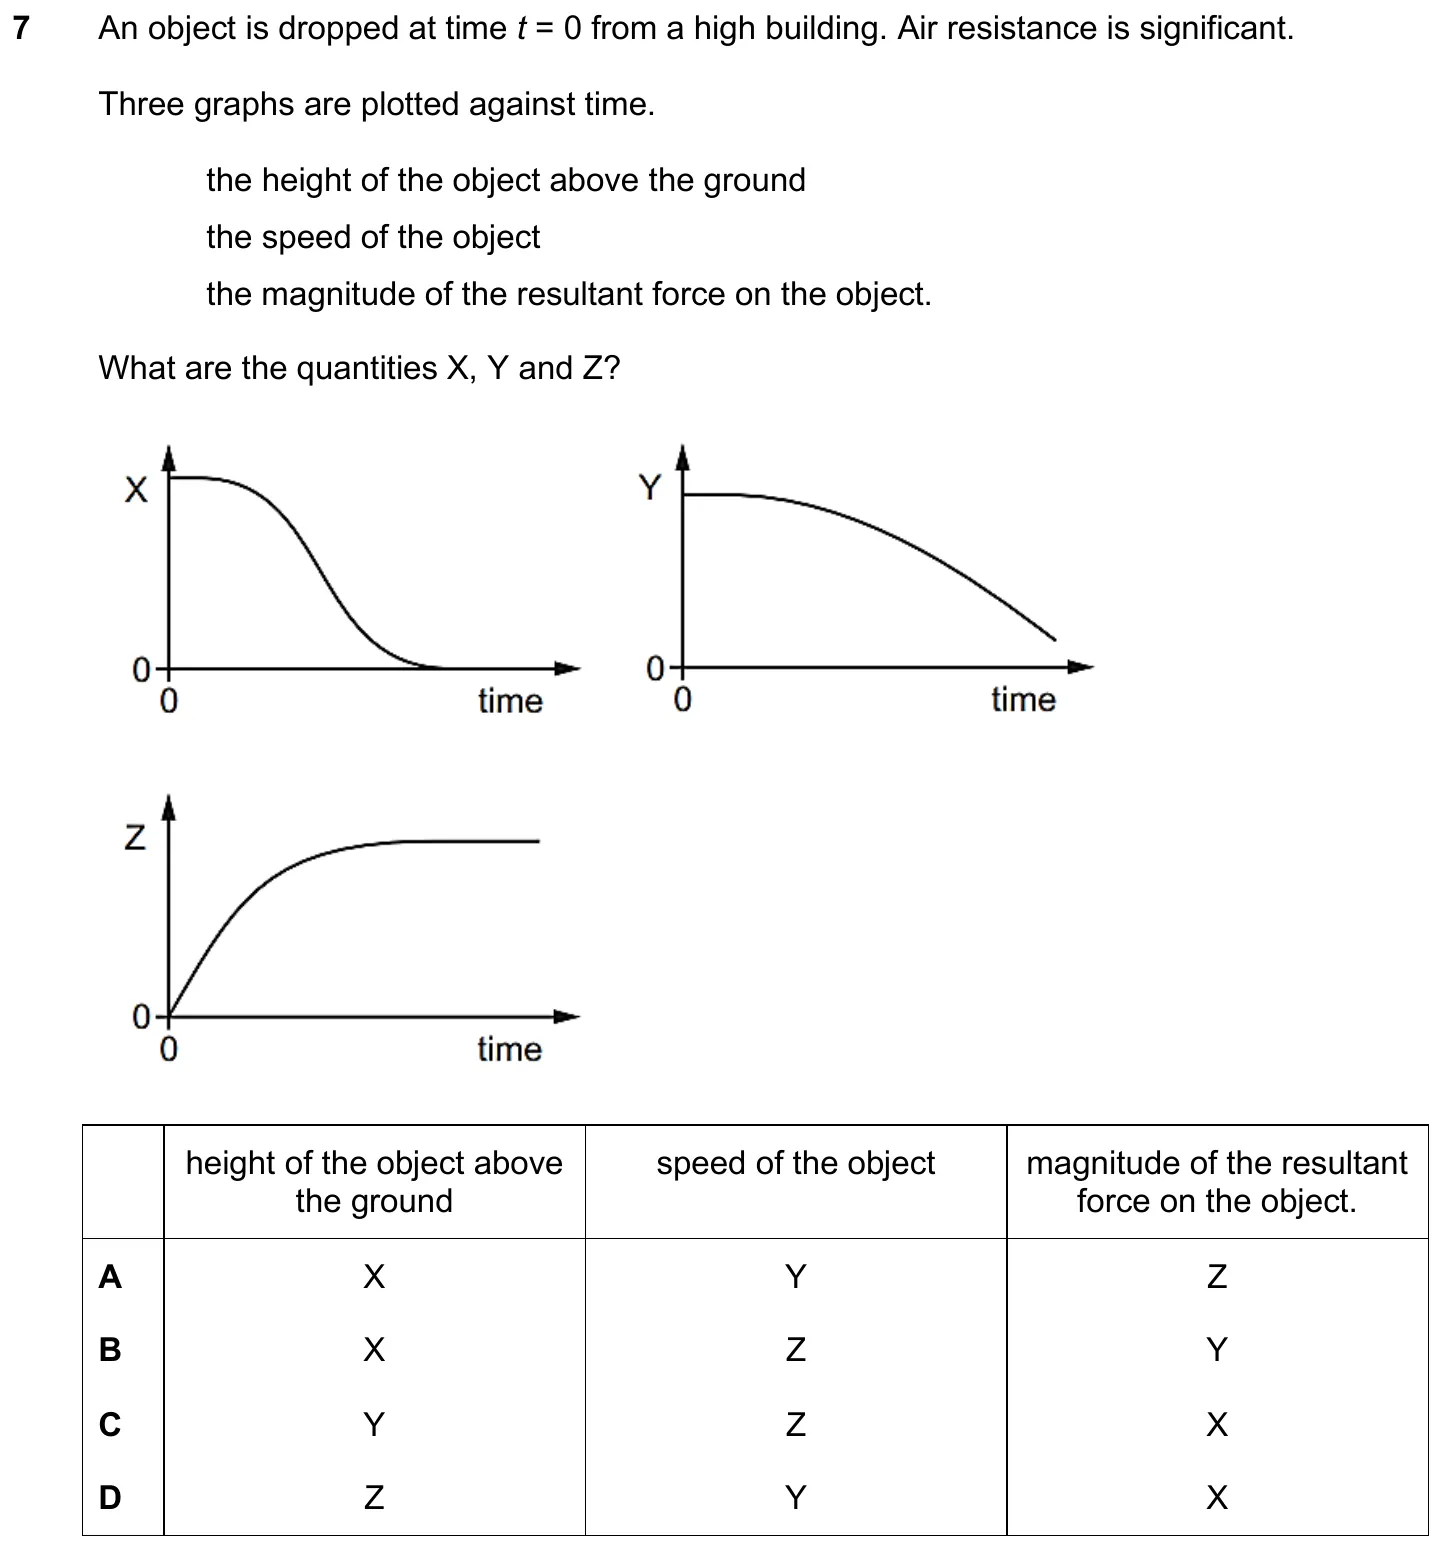 7 An object is dropped at time t = 0 from a high building. Air resistance is significant.
Three graphs are plotted against time.
the height of the object above the ground
the speed of the object
the magnitude of the resultant force on the object.
What are the quantities X, Y and Z?
X
0
0
time
Y
0
0
time
Z
0
0
time
height of the object above the ground speed of the object magnitude of the resultant force on the object.
A X Y Z
B X Z Y
C Y Z X
D Z Y X